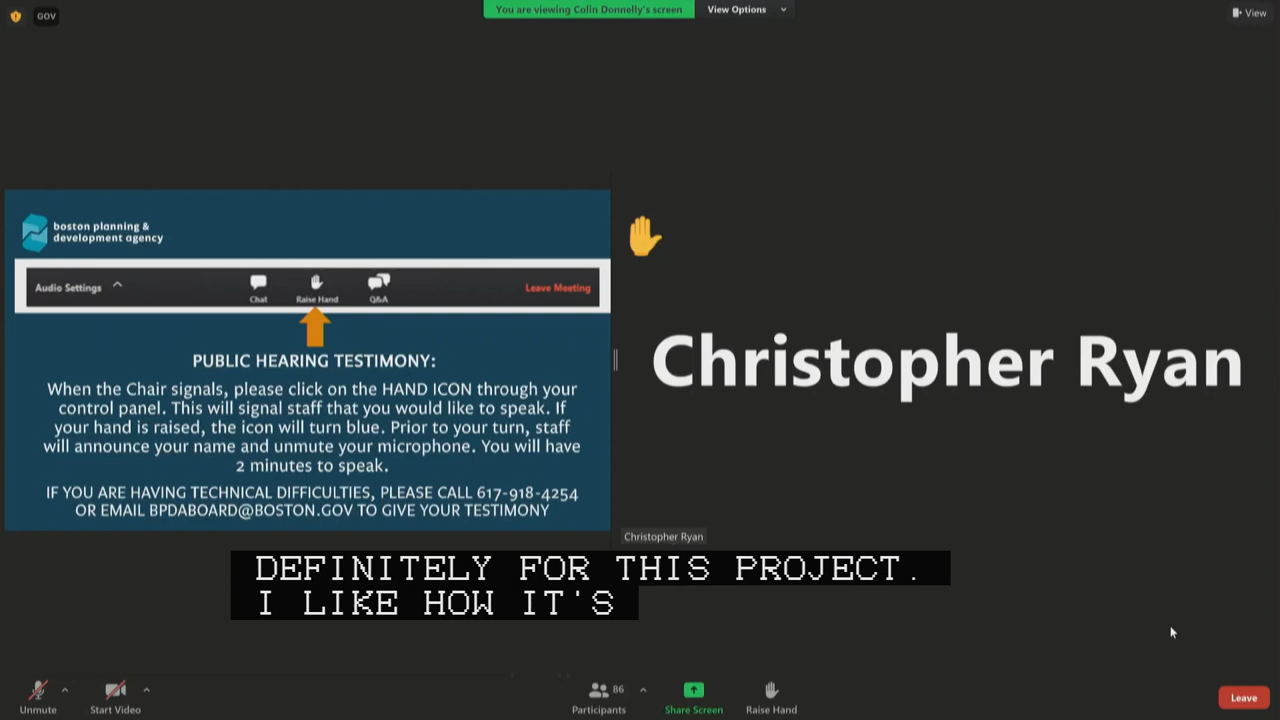 GOV
You are viewing Colin Donnelly's screen
View Options
View
boston planning &
development agency
Audio Settings
Chat
Raise Hand
Q&A
Leave Meeting
PUBLIC HEARING TESTIMONY:
When the Chair signals, please click on the HAND ICON through your
control panel. This will signal staff that you would like to speak. If
your hand is raised, the icon will turn blue. Prior to your turn, staff
will announce your name and unmute your microphone. You will have
2 minutes to speak.
IF YOU ARE HAVING TECHNICAL DIFFICULTIES, PLEASE CALL 617-918-4254
OR EMAIL BPDABOARD@BOSTON.GOV TO GIVE YOUR TESTIMONY
Christopher Ryan
Christopher Ryan
DEFINITELY FOR THIS PROJECT.
I LIKE HOW IT'S
Unmute
Start Video
86
Participants
Share Screen
Raise Hand
Leave